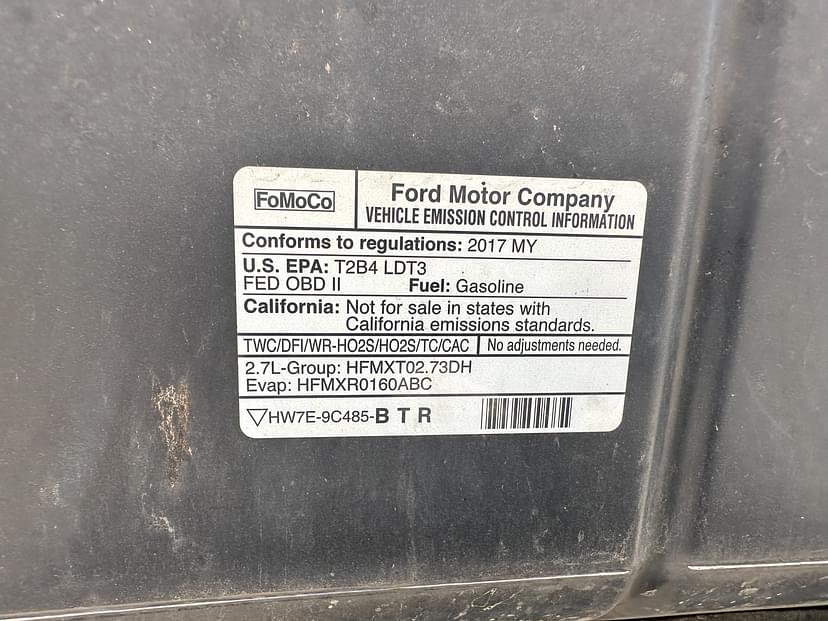 FoMoCo
Ford Motor Company
VEHICLE EMISSION CONTROL INFORMATION
Conforms to regulations: 2017 MY
U.S. EPA: T2B4 LDT3
FED OBD II Fuel: Gasoline
California: Not for sale in states with
California emissions standards.
TWC/DFI/WR-HO2S/HO2S/TC/CAC No adjustments needed.
2.7L-Group: HFMXT02.73DH
Evap: HFMXR0160ABC
HW7E-9C485-B T R